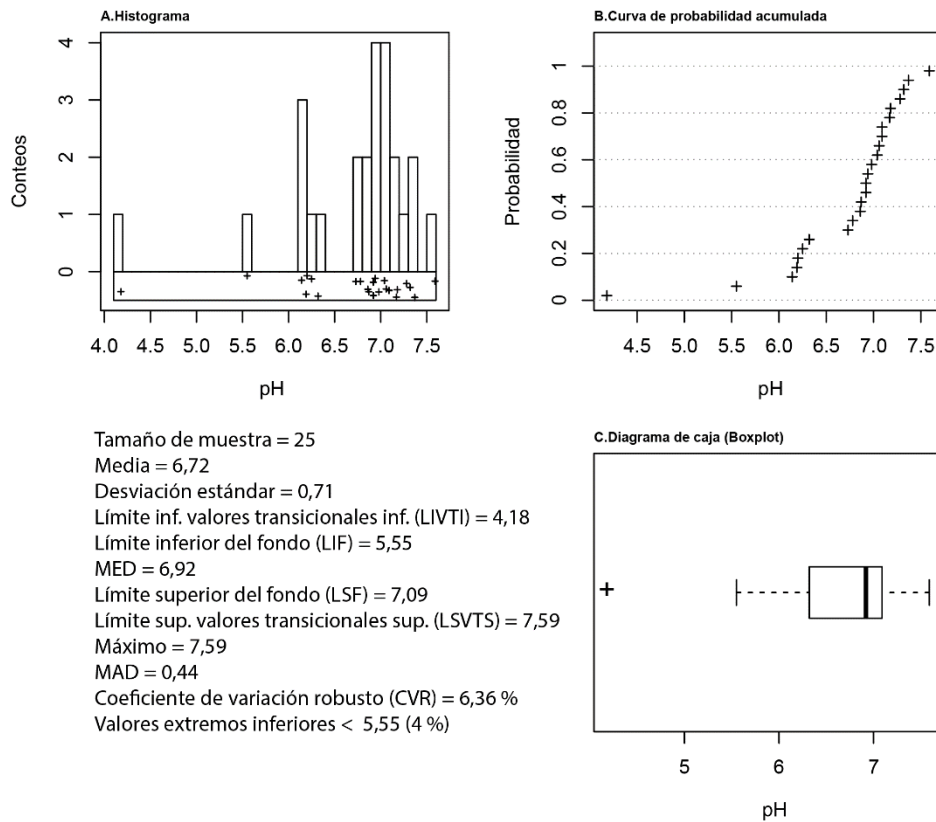 A.Histograma
Conteos
4
3
2
1
0
4.0 4.5 5.0 5.5 6.0 6.5 7.0 7.5
pH
B.Curva de probabilidad acumulada
Probabilidad
1
0.8
0.6
0.4
0.2
0
4.5 5.0 5.5 6.0 6.5 7.0 7.5
pH
Tamaño de muestra = 25
Media = 6,72
Desviación estándar = 0,71
Límite inf. valores transicionales inf. (LIVTI) = 4,18
Límite inferior del fondo (LIF) = 5,55
MED = 6,92
Límite superior del fondo (LSF) = 7,09
Límite sup. valores transicionales sup. (LSVTS) = 7,59
Máximo = 7,59
MAD = 0,44
Coeficiente de variación robusto (CVR) = 6,36 %
Valores extremos inferiores < 5,55 (4 %)
C.Diagrama de caja (Boxplot)
5 6 7
pH